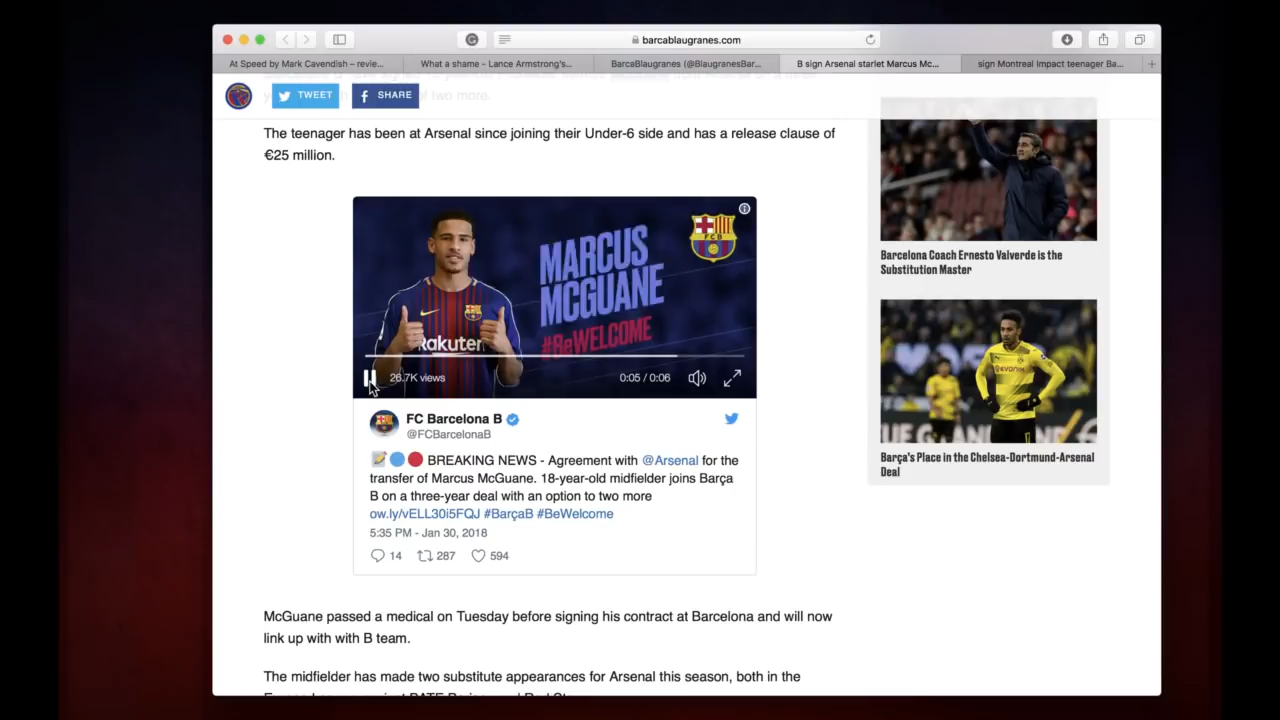 barcablaugranes.com
At Speed by Mark Cavendish – revie...
What a shame – Lance Armstrong's...
BarcaBlaugranes (@BlaugranesBar...
B sign Arsenal starlet Marcus Mc...
sign Montreal Impact teenager Ba...
TWEET
SHARE
of two more.
The teenager has been at Arsenal since joining their Under-6 side and has a release clause of
€25 million.
MARCUS
MCGUANE
#BeWELCOME
FCB
Rakuten
26.7K views
0:05 / 0:06
FC Barcelona B
@FCBarcelonaB
BREAKING NEWS - Agreement with @Arsenal for the
transfer of Marcus McGuane. 18-year-old midfielder joins Barça
B on a three-year deal with an option to two more
ow.ly/vELL30i5FQJ #BarçaB #BeWelcome
5:35 PM - Jan 30, 2018
14 287 594
McGuane passed a medical on Tuesday before signing his contract at Barcelona and will now
link up with with B team.
The midfielder has made two substitute appearances for Arsenal this season, both in the
Barcelona Coach Ernesto Valverde is the
Substitution Master
EVONIK
Barça's Place in the Chelsea-Dortmund-Arsenal
Deal